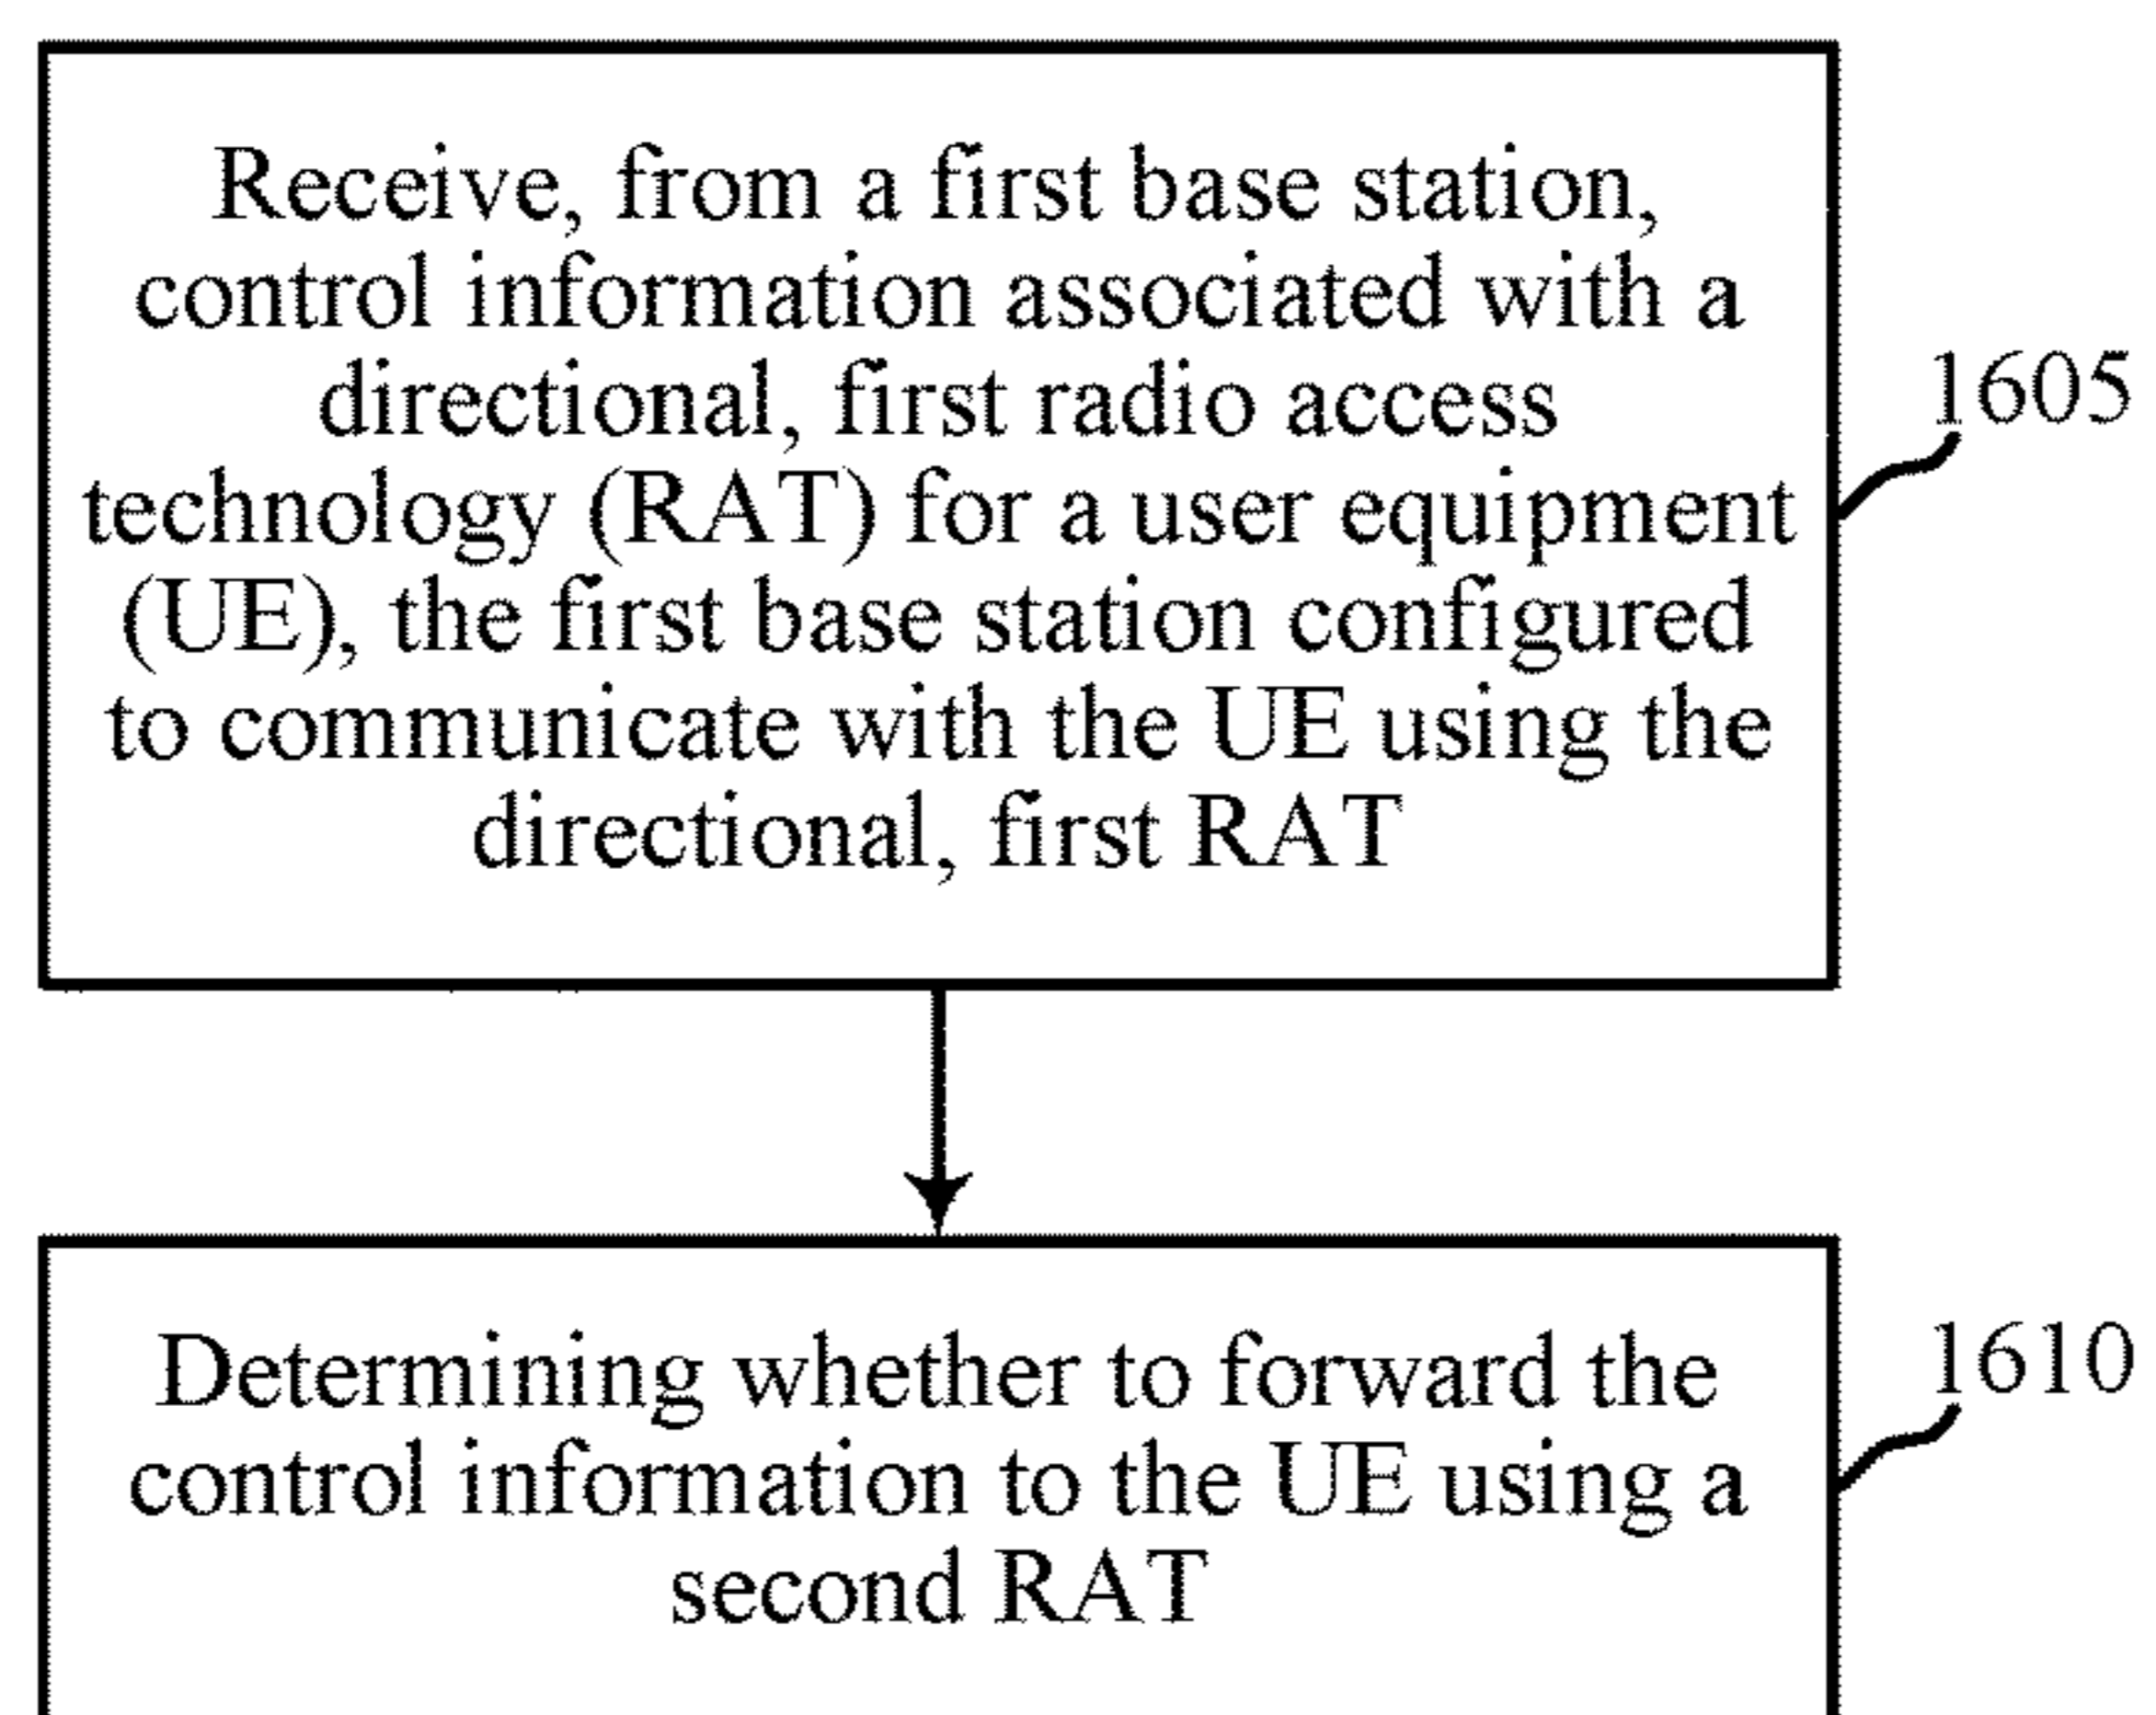 Receive, from a first base station,
control information associated with a
directional, first radio access
technology (RAT) for a user equipment
(UE), the first base station configured
to communicate with the UE using the
directional, first RAT
1605
Determining whether to forward the
control information to the UE using a
second RAT
1610